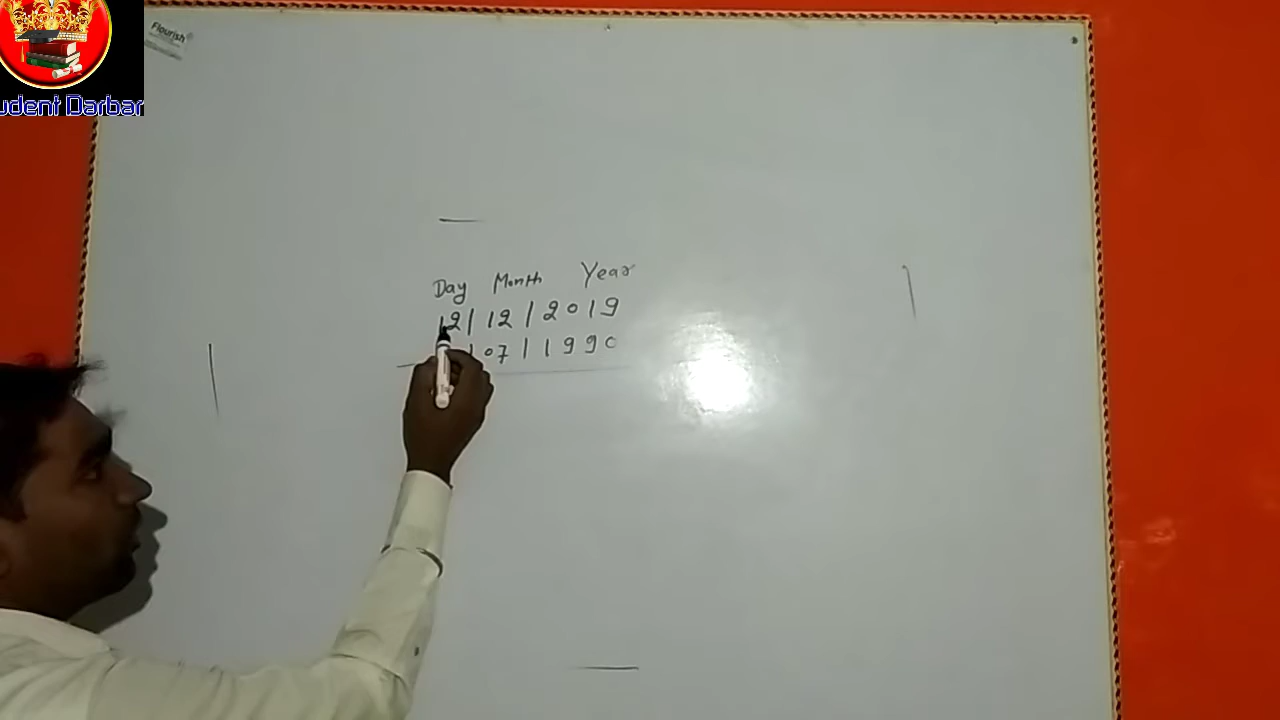 Flourish
udent Darbar
Day Month Year
12/12/2019
/07/1990